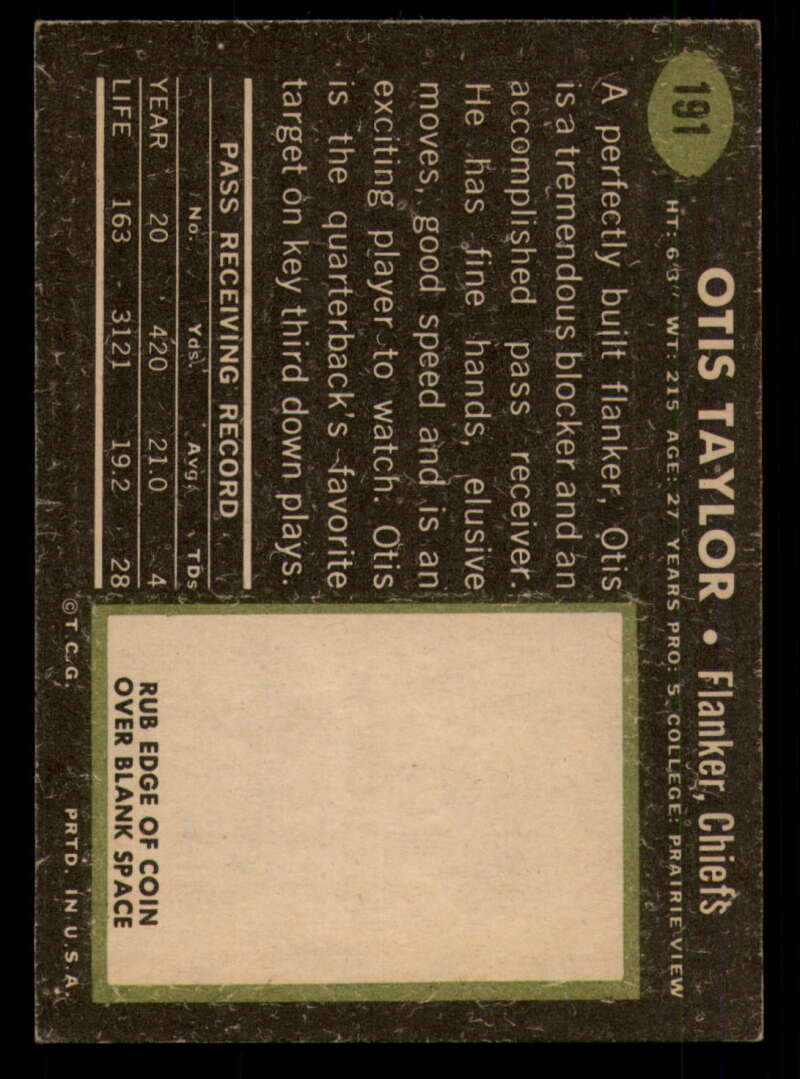 191
OTIS TAYLOR • Flanker, Chiefs
HT: 6'3" WT: 215 AGE: 27 YEARS PRO: 5 COLLEGE: PRAIRIE VIEW
A perfectly built flanker, Otis
is a tremendous blocker and an
accomplished pass receiver.
He has fine hands, elusive
moves, good speed and is an
exciting player to watch. Otis
is the quarterback's favorite
target on key third down plays.
PASS RECEIVING RECORD
No. Yds. Avg. TDs
YEAR 20 420 21.0 4
LIFE 163 3121 19.2 28
RUB EDGE OF COIN
OVER BLANK SPACE
© T.C.G. PRTD. IN U.S.A.